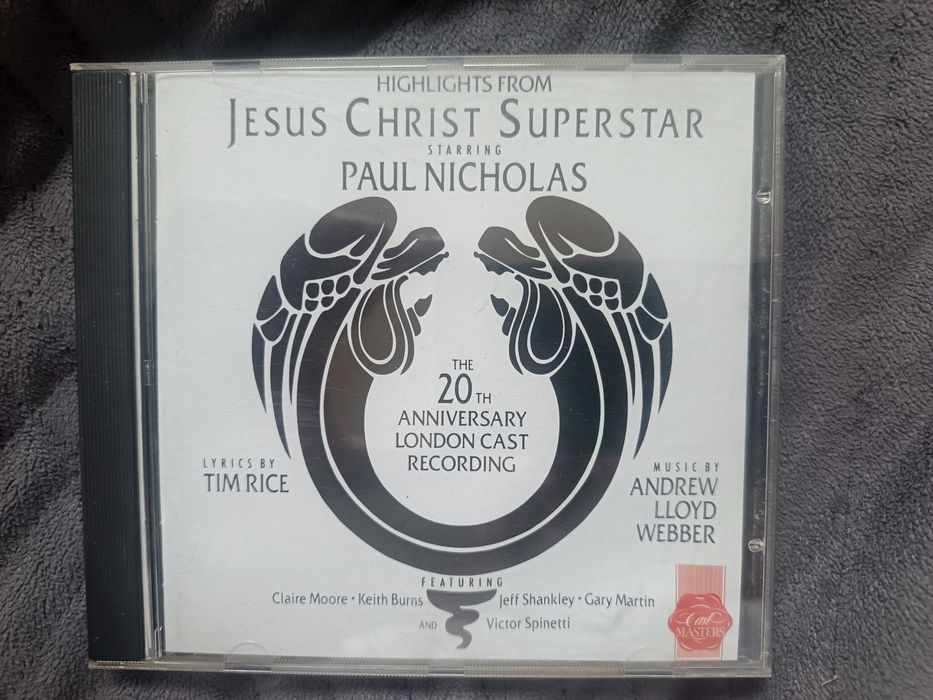 HIGHLIGHTS FROM
JESUS CHRIST SUPERSTAR
STARRING
PAUL NICHOLAS
THE
20TH
ANNIVERSARY
LONDON CAST
RECORDING
LYRICS BY
TIM RICE
MUSIC BY
ANDREW
LLOYD
WEBBER
FEATURING
Claire Moore • Keith Burns Jeff Shankley • Gary Martin
AND Victor Spinetti
Cast
MASTERS